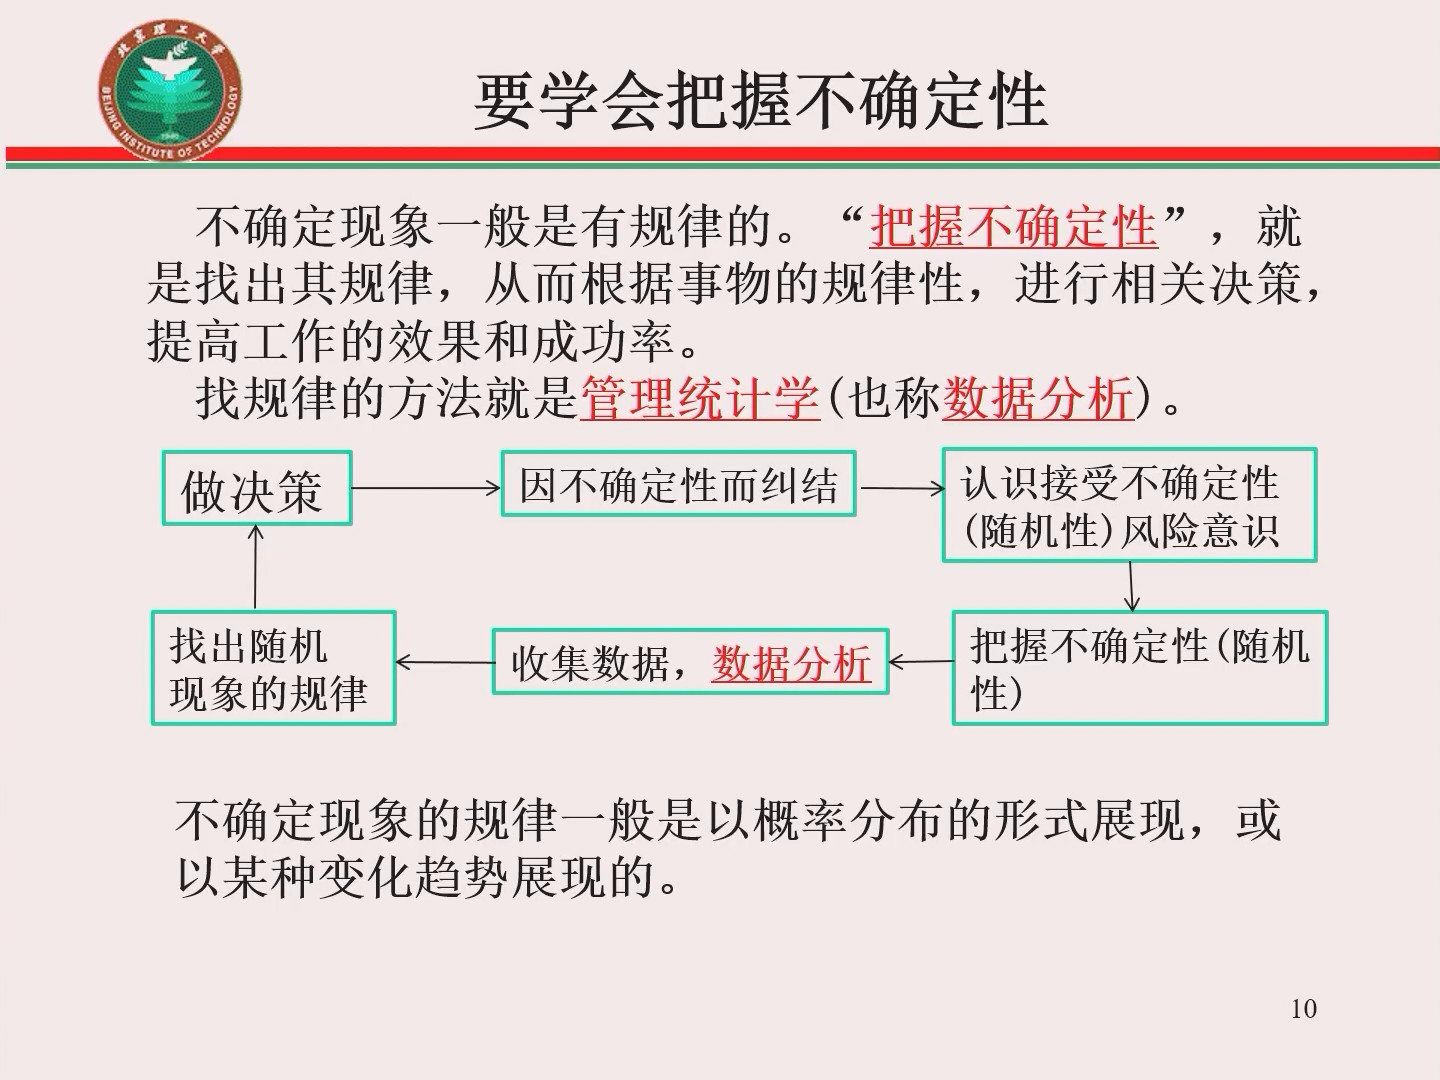 北京理工大学
BEIJING INSTITUTE OF TECHNOLOGY
1940
要学会把握不确定性
不确定现象一般是有规律的。“把握不确定性”，就
是找出其规律，从而根据事物的规律性，进行相关决策，
提高工作的效果和成功率。
找规律的方法就是管理统计学(也称数据分析)。
做决策
因不确定性而纠结
认识接受不确定性
(随机性)风险意识
找出随机
现象的规律
收集数据，数据分析
把握不确定性(随机
性)
不确定现象的规律一般是以概率分布的形式展现，或
以某种变化趋势展现的。
10